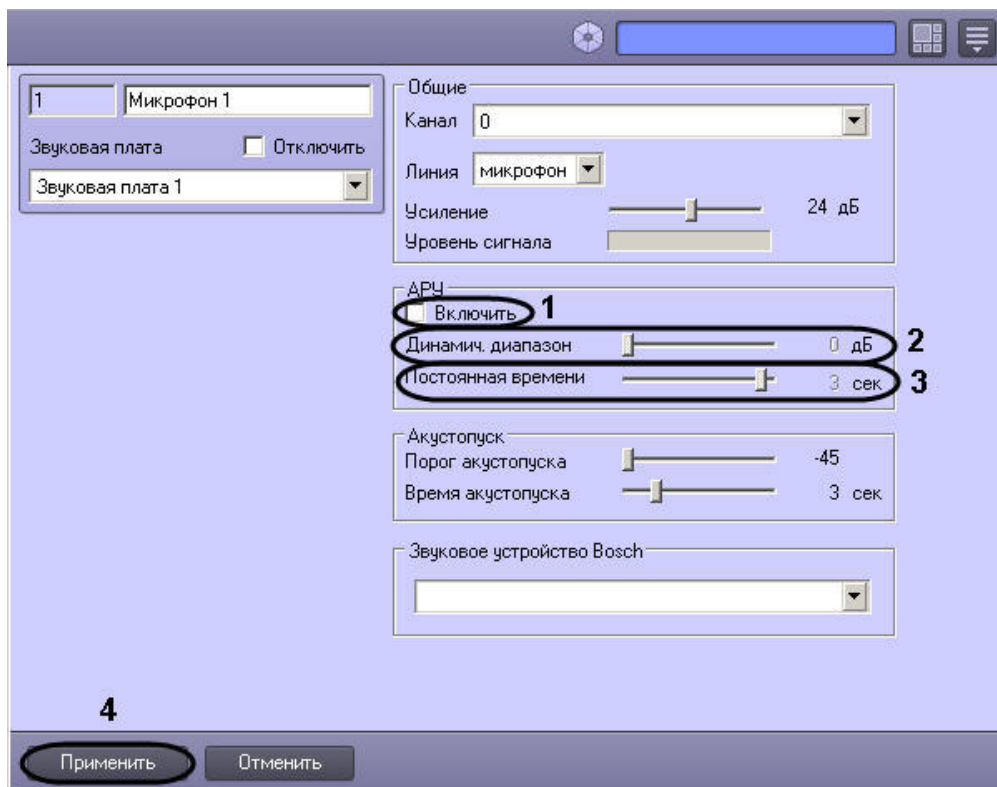 1
Микрофон 1
Звуковая плата
Отключить
Звуковая плата 1
Общие
Канал 0
Линия микрофон
Усиление 24 дБ
Уровень сигнала
АРУ
Включить 1
Динамич. диапазон 0 дБ 2
Постоянная времени 3 сек 3
Акустопуск
Порог акустопуска -45
Время акустопуска 3 сек
Звуковое устройство Bosch
4
Применить
Отменить